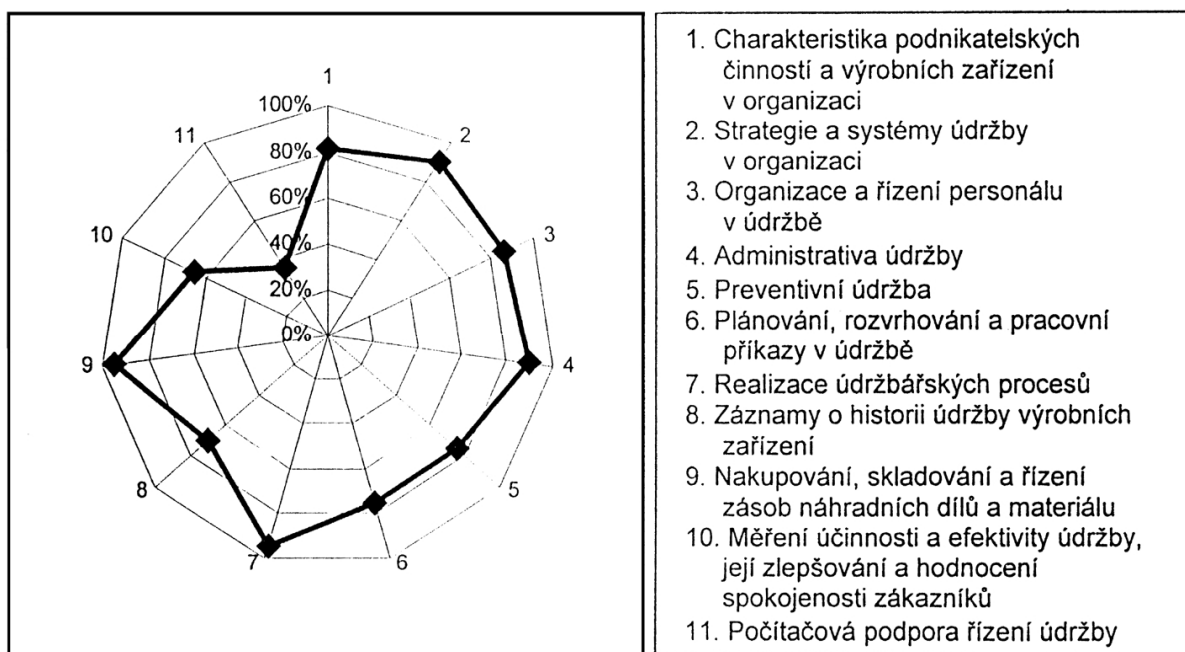 1
100%
11
2
80%
60%
10
3
40%
20%
0%
9
4
8
5
7
6
1. Charakteristika podnikatelských
činností a výrobních zařízení
v organizaci
2. Strategie a systémy údržby
v organizaci
3. Organizace a řízení personálu
v údržbě
4. Administrativa údržby
5. Preventivní údržba
6. Plánování, rozvrhování a pracovní
příkazy v údržbě
7. Realizace údržbářských procesů
8. Záznamy o historii údržby výrobních
zařízení
9. Nakupování, skladování a řízení
zásob náhradních dílů a materiálu
10. Měření účinnosti a efektivity údržby,
její zlepšování a hodnocení
spokojenosti zákazníků
11. Počítačová podpora řízení údržby